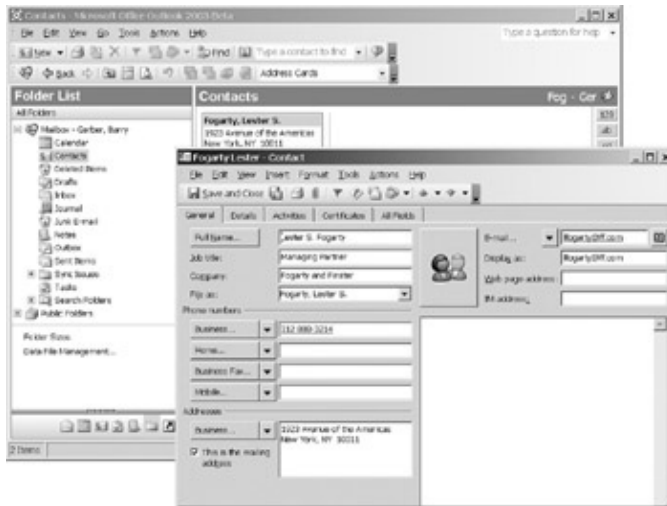 Contacts - Microsoft Office Outlook 2003 Beta
File Edit View Go Tools Actions Help
Type a question for help
New Find Type a contact to find
Back Address Cards
Folder List
All Folders
Mailbox - Gerber, Barry
Calendar
Contacts
Deleted Items
Drafts
Inbox
Journal
Junk E-mail
Notes
Outbox
Sent Items
Sync Issues
Tasks
Search Folders
Public Folders
Folder Sizes
Data File Management...
2 Items
Contacts
Fog - Ger
123
ab
Fogarty, Lester S.
1923 Avenue of the Americas
New York, NY 10011
Fogarty Lester - Contact
File Edit View Insert Format Tools Actions Help
Save and Close
General Details Activities Certificates All Fields
Full Name... Lester S. Fogarty
Job title: Managing Partner
Company: Fogarty and Finster
File as: Fogarty, Lester S.
E-mail...
Display as:
Web page address:
IM address:
Phone numbers
Business...
Home...
Business Fax...
Mobile...
Addresses
Business... 1923 Avenue of the Americas
New York, NY 10011
This is the mailing
address